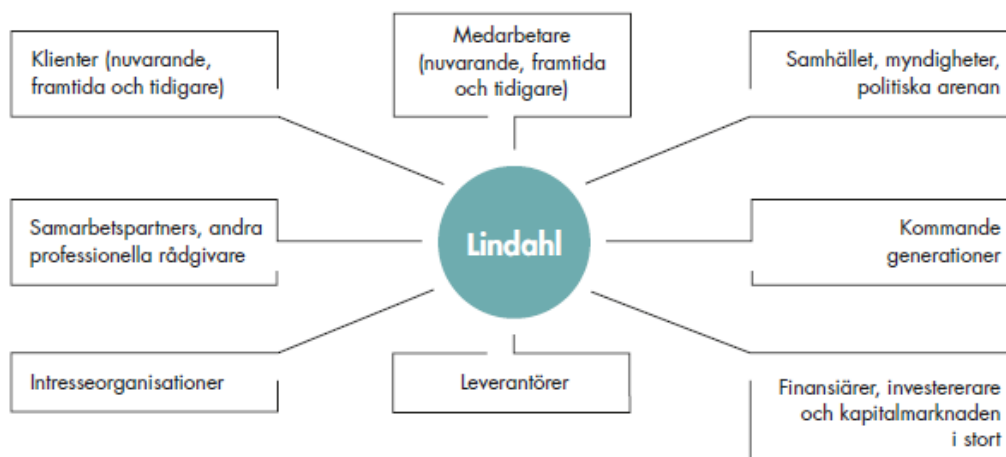 Klienter (nuvarande,
framtida och tidigare)
Medarbetare
(nuvarande, framtida
och tidigare)
Samhället, myndigheter,
politiska arenan
Samarbetspartners, andra
professionella rådgivare
Lindahl
Kommande
generationer
Intresseorganisationer
Leverantörer
Finansiärer, investererare
och kapitalmarknaden
i stort